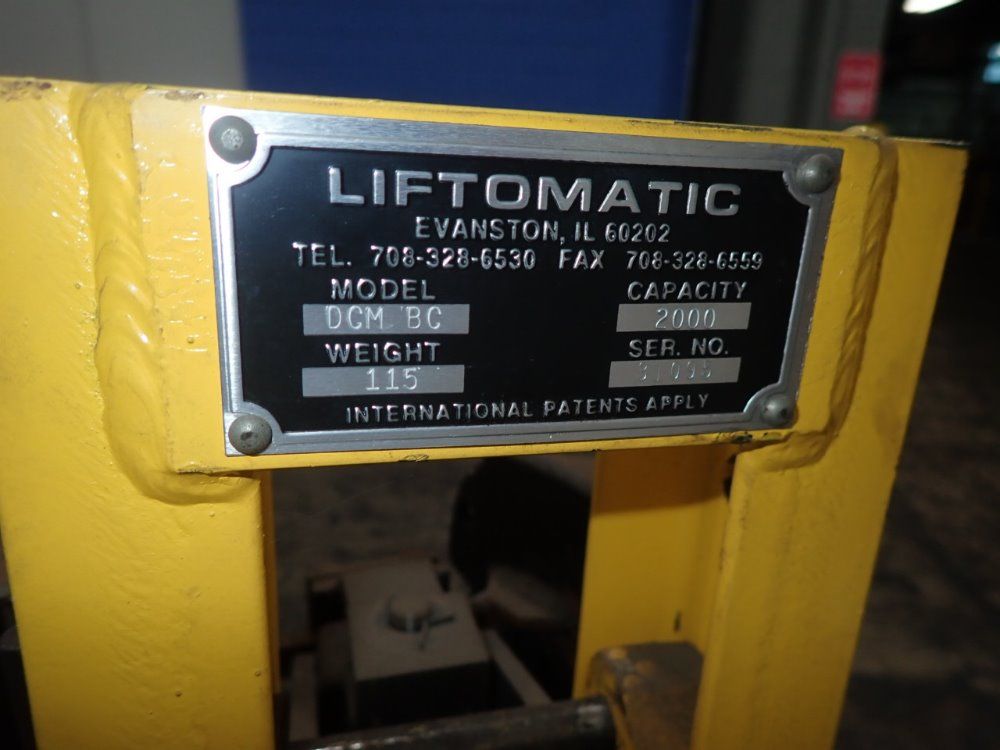 LIFTOMATIC
EVANSTON, IL 60202
TEL. 708-328-6530 FAX 708-328-6559
MODEL CAPACITY
DCM BC 2000
WEIGHT SER. NO.
115
INTERNATIONAL PATENTS APPLY